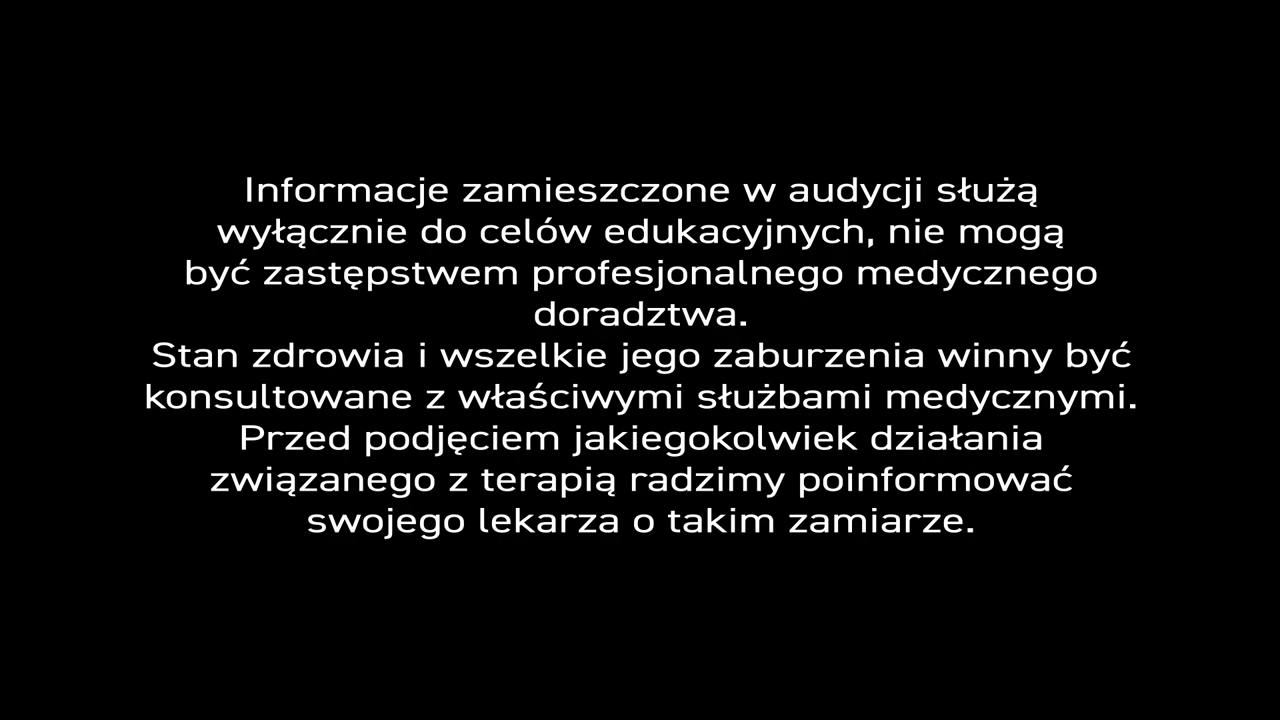 Informacje zamieszczone w audycji służą
wyłącznie do celów edukacyjnych, nie mogą
być zastępstwem profesjonalnego medycznego
doradztwa.
Stan zdrowia i wszelkie jego zaburzenia winny być
konsultowane z właściwymi służbami medycznymi.
Przed podjęciem jakiegokolwiek działania
związanego z terapią radzimy poinformować
swojego lekarza o takim zamiarze.